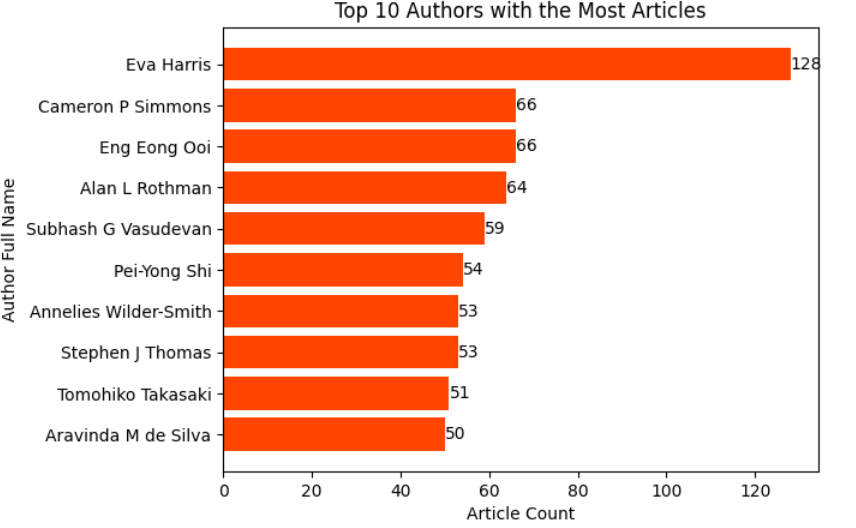 Top 10 Authors with the Most Articles
Author Full Name
Eva Harris 128
Cameron P Simmons 66
Eng Eong Ooi 66
Alan L Rothman 64
Subhash G Vasudevan 59
Pei-Yong Shi 54
Annelies Wilder-Smith 53
Stephen J Thomas 53
Tomohiko Takasaki 51
Aravinda M de Silva 50
0 20 40 60 80 100 120
Article Count